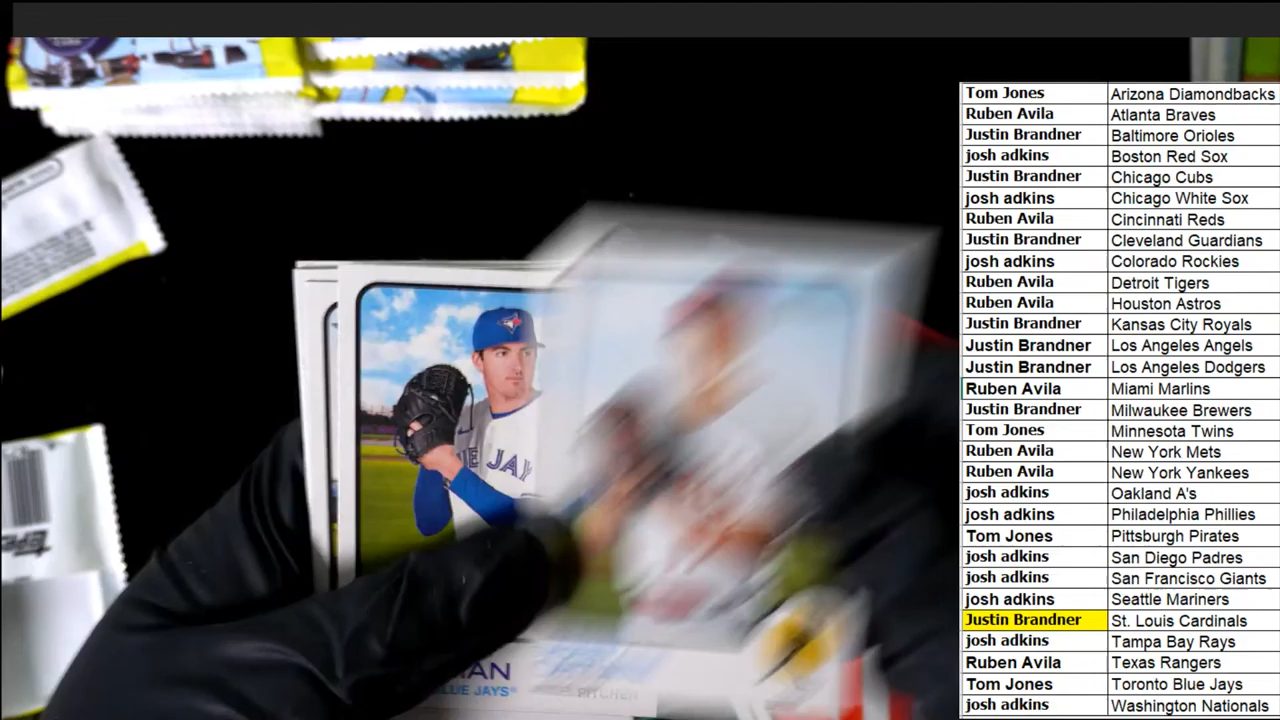 Tom Jones Arizona Diamondbacks
Ruben Avila Atlanta Braves
Justin Brandner Baltimore Orioles
josh adkins Boston Red Sox
Justin Brandner Chicago Cubs
josh adkins Chicago White Sox
Ruben Avila Cincinnati Reds
Justin Brandner Cleveland Guardians
josh adkins Colorado Rockies
Ruben Avila Detroit Tigers
Ruben Avila Houston Astros
Justin Brandner Kansas City Royals
Justin Brandner Los Angeles Angels
Justin Brandner Los Angeles Dodgers
Ruben Avila Miami Marlins
Justin Brandner Milwaukee Brewers
Tom Jones Minnesota Twins
Ruben Avila New York Mets
Ruben Avila New York Yankees
josh adkins Oakland A's
josh adkins Philadelphia Phillies
Tom Jones Pittsburgh Pirates
josh adkins San Diego Padres
josh adkins San Francisco Giants
josh adkins Seattle Mariners
Justin Brandner St. Louis Cardinals
josh adkins Tampa Bay Rays
Ruben Avila Texas Rangers
Tom Jones Toronto Blue Jays
josh adkins Washington Nationals
BLUE JAYS
PITCHER